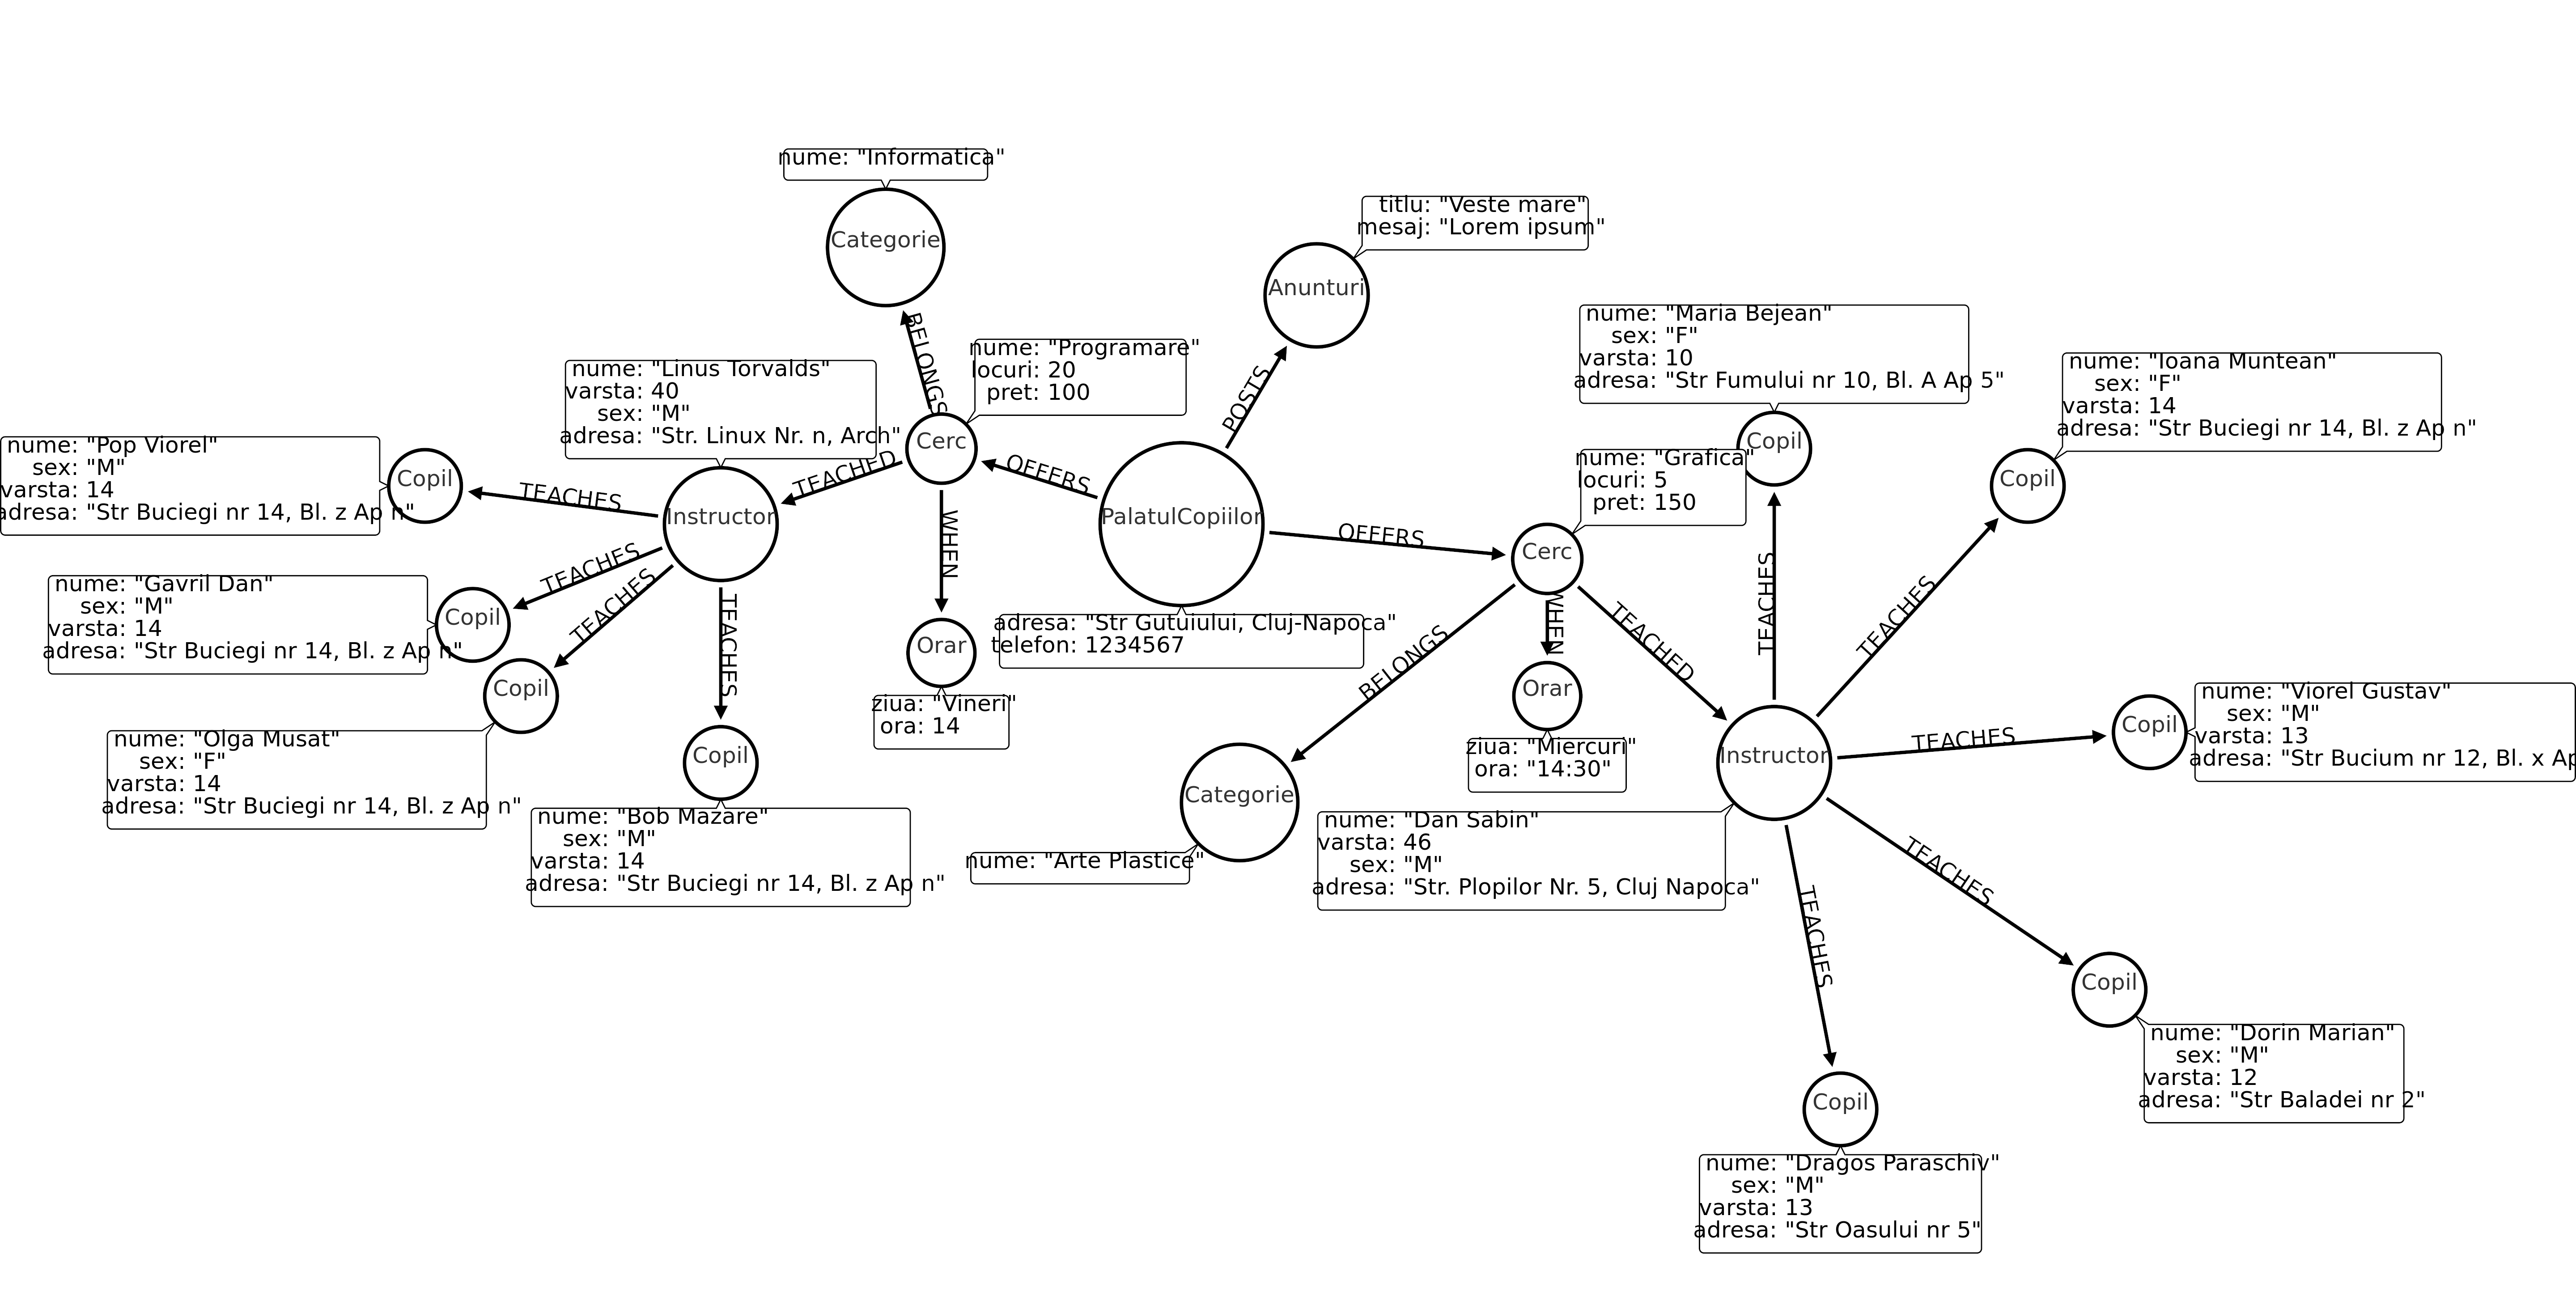 nume: "Informatica"
Categorie
titlu: "Veste mare"
mesaj: "Lorem ipsum"
Anunturi
BELONGS
POSTS
nume: "Programare"
locuri: 20
pret: 100
Cerc
nume: "Linus Torvalds"
varsta: 40
sex: "M"
adresa: "Str. Linux Nr. n, Arch"
TEACHED
OFFERS
Instructor
nume: "Pop Viorel"
sex: "M"
varsta: 14
adresa: "Str Buciegi nr 14, Bl. z Ap n"
Copil
TEACHES
nume: "Gavril Dan"
sex: "M"
varsta: 14
adresa: "Str Buciegi nr 14, Bl. z Ap n"
Copil
TEACHES
nume: "Olga Musat"
sex: "F"
varsta: 14
adresa: "Str Buciegi nr 14, Bl. z Ap n"
Copil
TEACHES
TEACHES
Copil
nume: "Bob Mazare"
sex: "M"
varsta: 14
adresa: "Str Buciegi nr 14, Bl. z Ap n"
WHEN
Orar
ziua: "Vineri"
ora: 14
PalatulCopiilor
adresa: "Str Gutuiului, Cluj-Napoca"
telefon: 1234567
OFFERS
nume: "Grafica"
locuri: 5
pret: 150
Cerc
BELONGS
Categorie
nume: "Arte Plastice"
WHEN
Orar
ziua: "Miercuri"
ora: "14:30"
TEACHED
Instructor
nume: "Dan Sabin"
varsta: 46
sex: "M"
adresa: "Str. Plopilor Nr. 5, Cluj Napoca"
nume: "Maria Bejean"
sex: "F"
varsta: 10
adresa: "Str Fumului nr 10, Bl. A Ap 5"
Copil
TEACHES
nume: "Ioana Muntean"
sex: "F"
varsta: 14
adresa: "Str Buciegi nr 14, Bl. z Ap n"
Copil
TEACHES
nume: "Viorel Gustav"
sex: "M"
varsta: 13
adresa: "Str Bucium nr 12, Bl. x Ap
Copil
TEACHES
TEACHES
Copil
nume: "Dorin Marian"
sex: "M"
varsta: 12
adresa: "Str Baladei nr 2"
TEACHES
Copil
nume: "Dragos Paraschiv"
sex: "M"
varsta: 13
adresa: "Str Oasului nr 5"